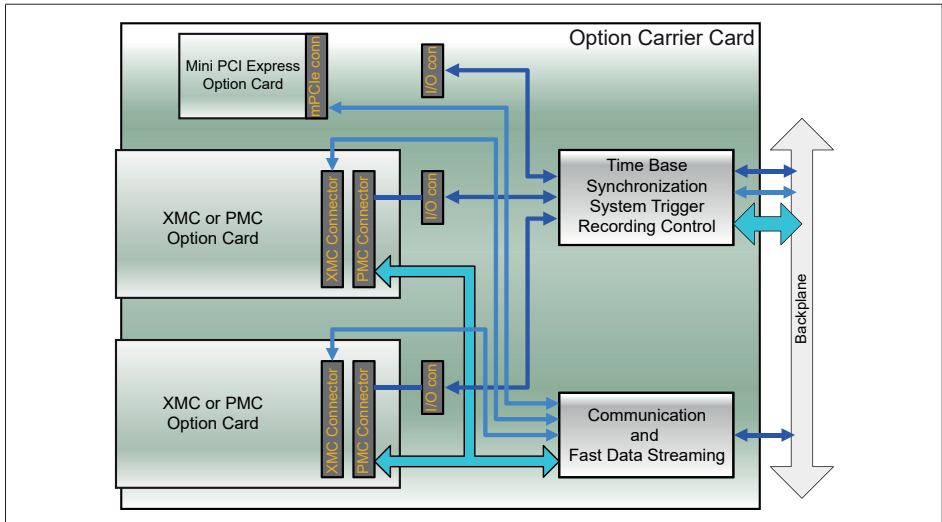 Option Carrier Card
Mini PCI Express
Option Card
mPCIe conn
I/O con
XMC or PMC
Option Card
XMC Connector
PMC Connector
I/O con
Time Base
Synchronization
System Trigger
Recording Control
Backplane
XMC or PMC
Option Card
XMC Connector
PMC Connector
I/O con
Communication
and
Fast Data Streaming